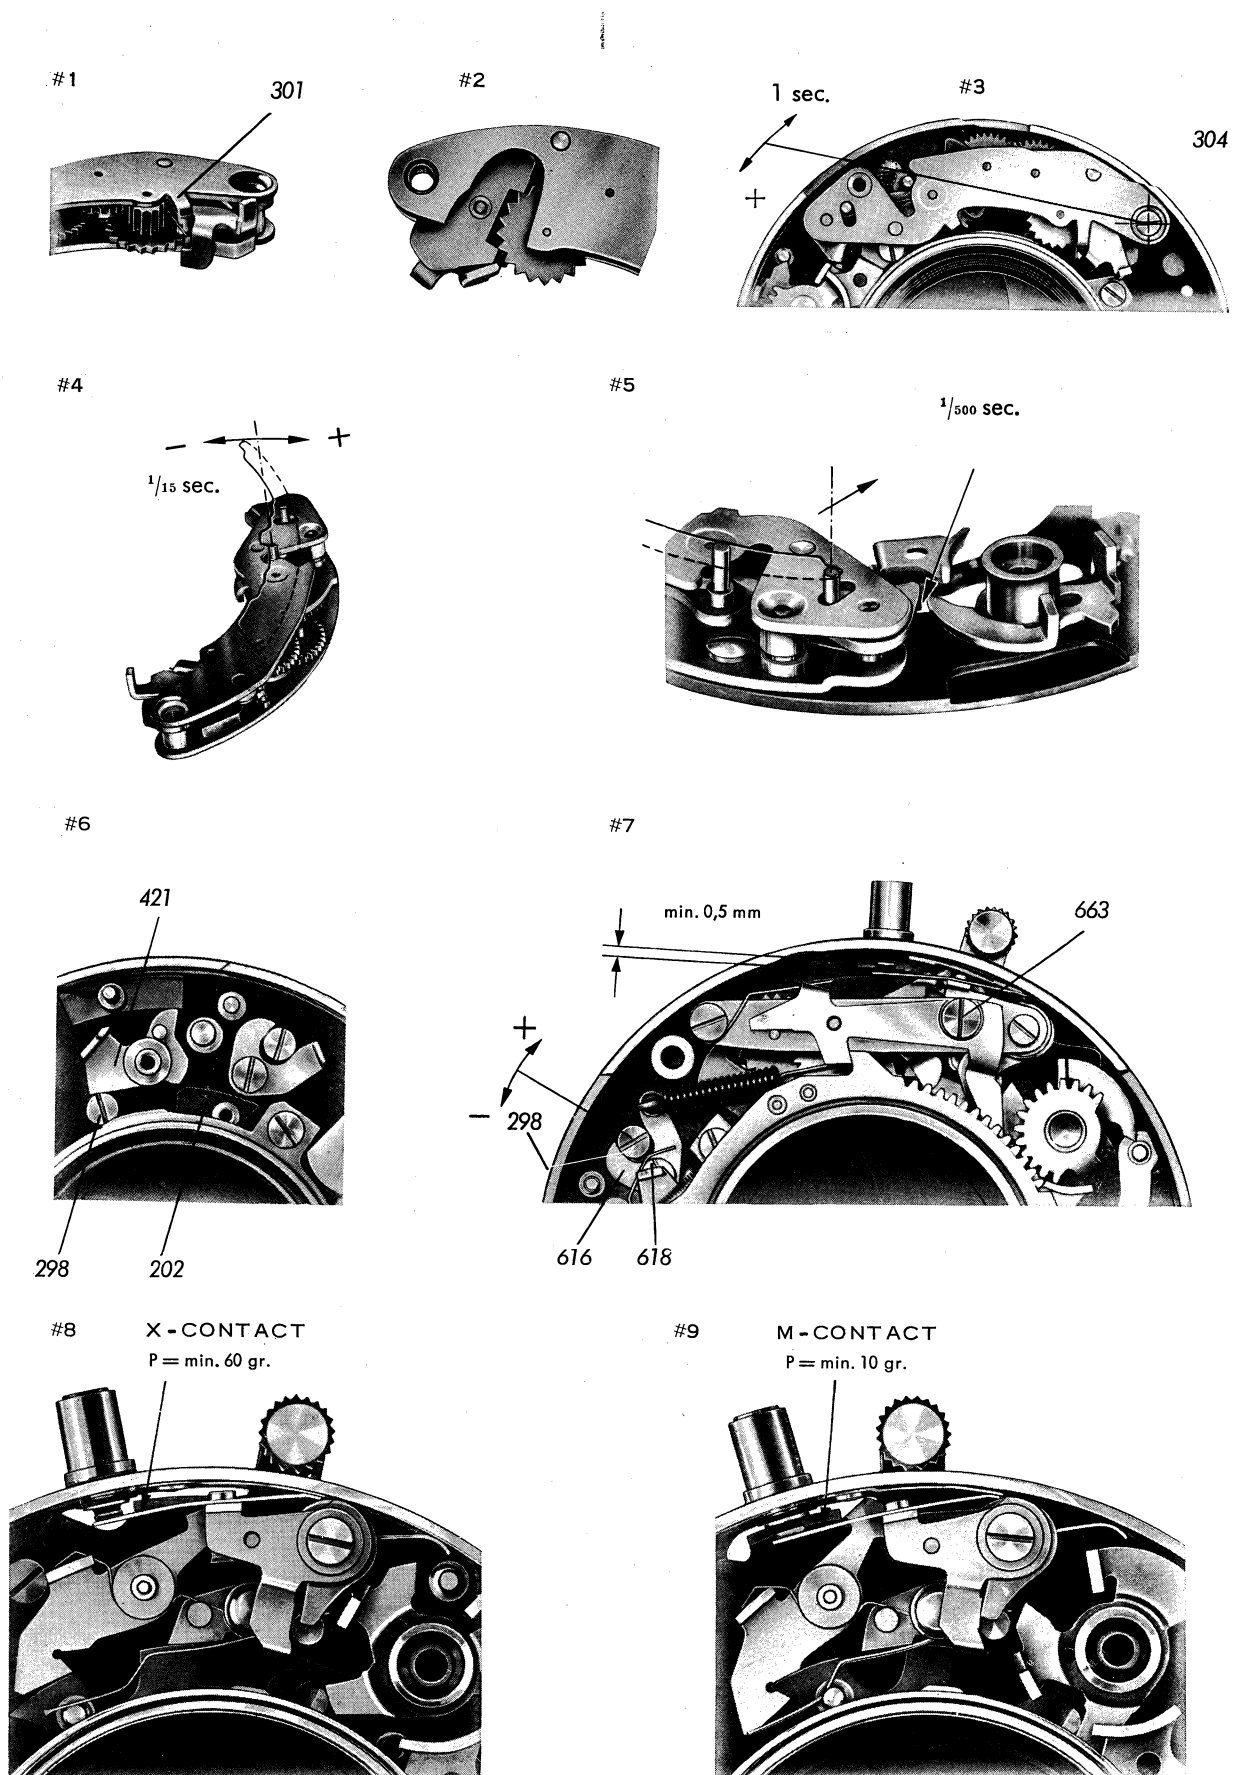 #1
301
#2
1 sec.
#3
304
+
#4
− +
1/15 sec.
#5
1/500 sec.
#6
421
298
202
#7
min. 0,5 mm
663
+
−
298
616
618
#8
X-CONTACT
P = min. 60 gr.
#9
M-CONTACT
P = min. 10 gr.